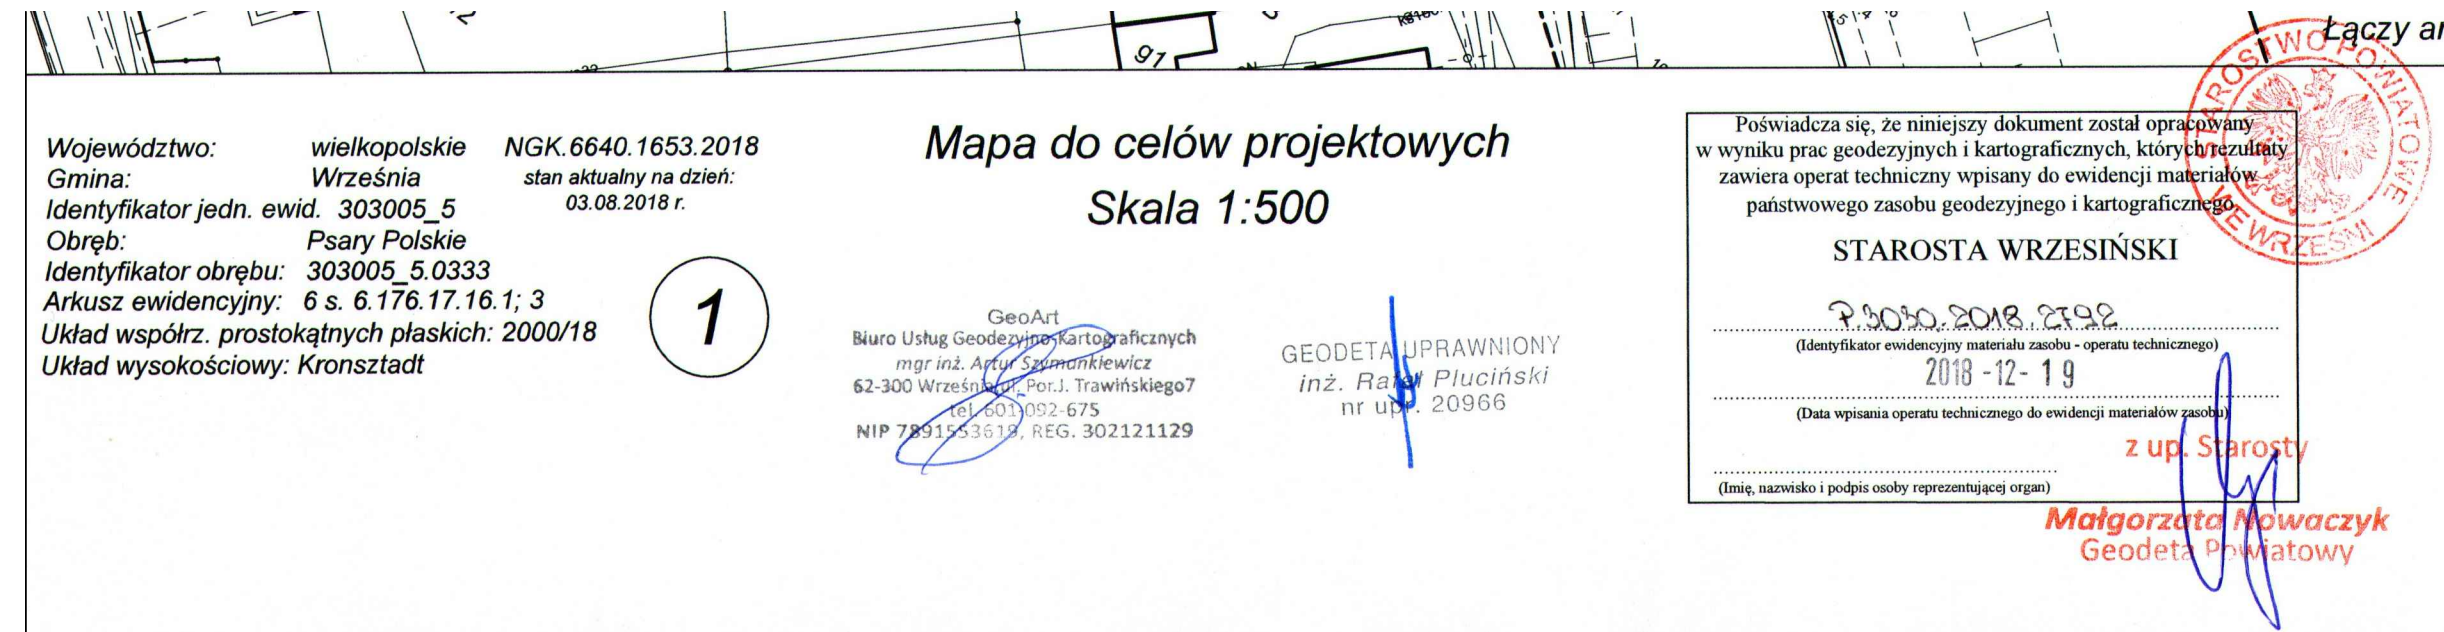 g1
Łączy ar
Województwo: wielkopolskie
Gmina: Września
Identyfikator jedn. ewid. 303005_5
Obręb: Psary Polskie
Identyfikator obrębu: 303005_5.0333
Arkusz ewidencyjny: 6 s. 6.176.17.16.1; 3
Układ współrz. prostokątnych płaskich: 2000/18
Układ wysokościowy: Kronsztadt
NGK.6640.1653.2018
stan aktualny na dzień:
03.08.2018 r.
1
Mapa do celów projektowych
Skala 1:500
GeoArt
Biuro Usług Geodezyjno-Kartograficznych
mgr inż. Artur Szymankiewicz
62-300 Września, ul. Por.J. Trawińskiego7
tel. 601-092-675
NIP 7891553619, REG. 302121129
GEODETA UPRAWNIONY
inż. Rafał Pluciński
nr upr. 20966
Poświadcza się, że niniejszy dokument został opracowany
w wyniku prac geodezyjnych i kartograficznych, których rezultaty
zawiera operat techniczny wpisany do ewidencji materiałów
państwowego zasobu geodezyjnego i kartograficznego
STAROSTA WRZESIŃSKI
P.3030.2018.2792
(Identyfikator ewidencyjny materiału zasobu - operatu technicznego)
2018 -12- 19
(Data wpisania operatu technicznego do ewidencji materiałów zasobu)
z up. Starosty
(Imię, nazwisko i podpis osoby reprezentującej organ)
Małgorzata Nowaczyk
Geodeta Powiatowy
STAROSTWO POWIATOWE
WE WRZEŚNI